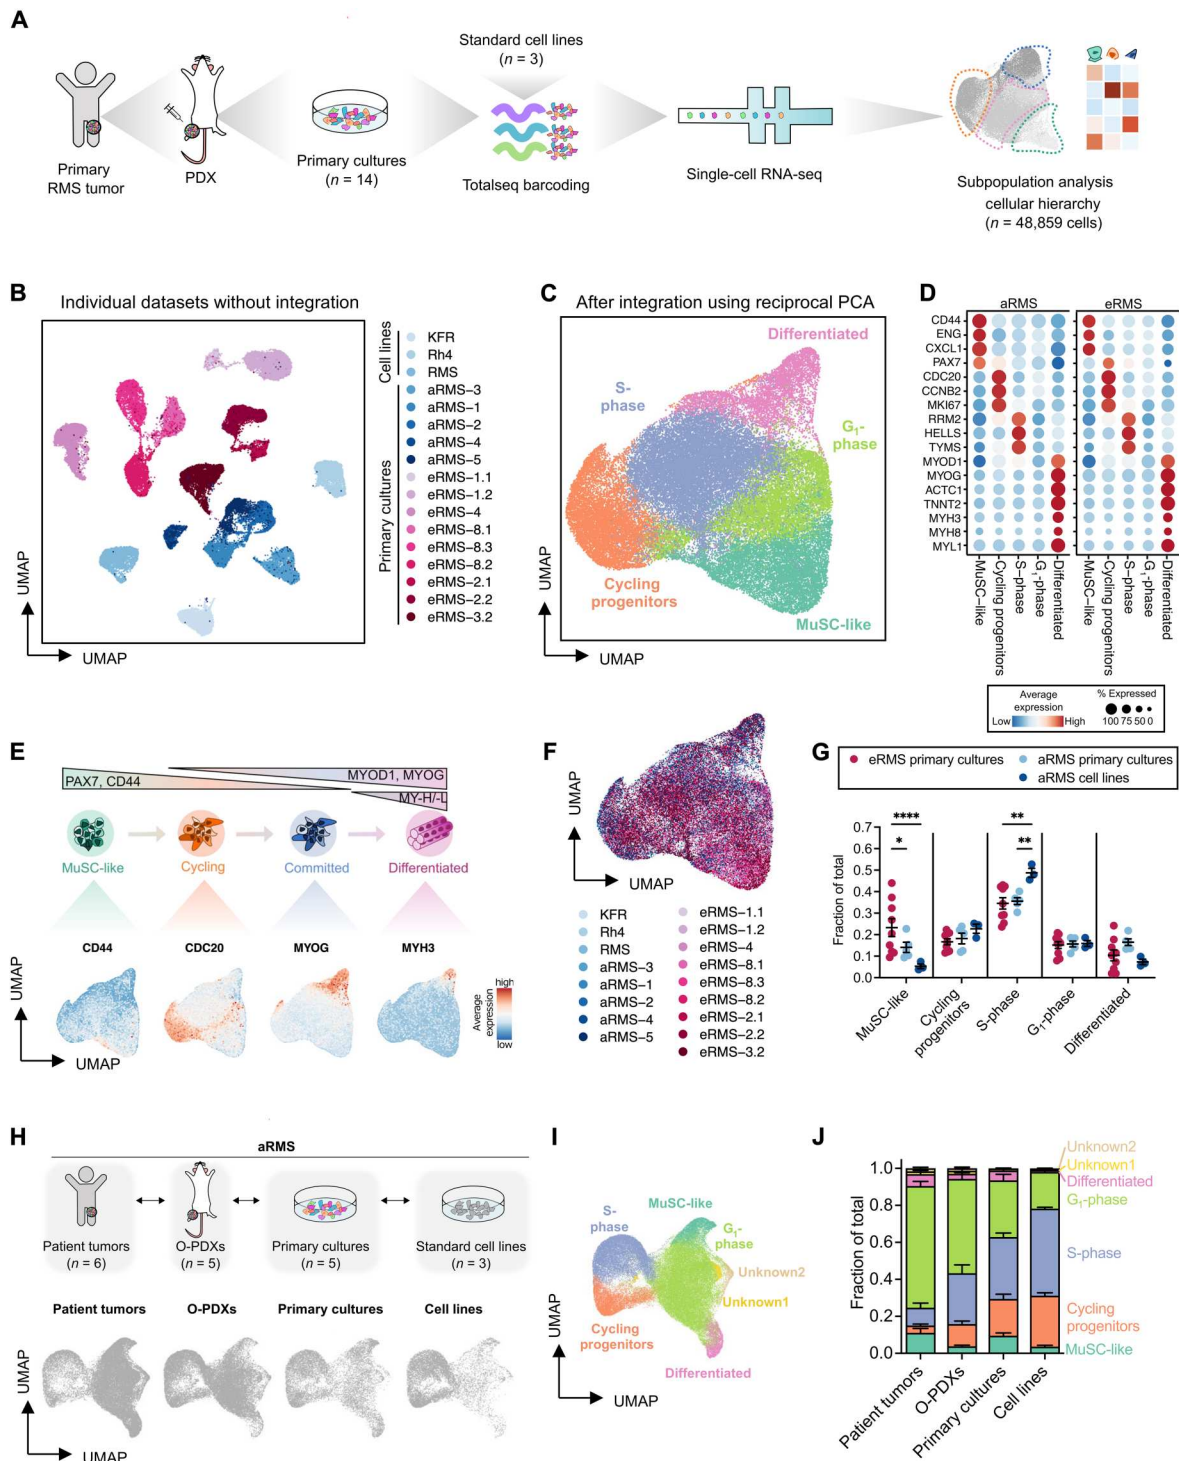 A
Primary
RMS tumor
PDX
Primary cultures
(n = 14)
Standard cell lines
(n = 3)
Totalseq barcoding
Single-cell RNA-seq
Subpopulation analysis
cellular hierarchy
(n = 48,859 cells)
B
Individual datasets without integration
UMAP
UMAP
Cell lines
KFR
Rh4
RMS
Primary cultures
aRMS-3
aRMS-1
aRMS-2
aRMS-4
aRMS-5
eRMS-1.1
eRMS-1.2
eRMS-4
eRMS-8.1
eRMS-8.3
eRMS-8.2
eRMS-2.1
eRMS-2.2
eRMS-3.2
C
After integration using reciprocal PCA
Differentiated
S-
phase
G1-
phase
Cycling
progenitors
MuSC-like
UMAP
UMAP
D
aRMS
eRMS
CD44
ENG
CXCL1
PAX7
CDC20
CCNB2
MKI67
RRM2
HELLS
TYMS
MYOD1
MYOG
ACTC1
TNNT2
MYH3
MYH8
MYL1
MuSC-like
Cycling progenitors
S-phase
G1-phase
Differentiated
MuSC-like
Cycling progenitors
S-phase
G1-phase
Differentiated
Average
expression
Low
High
% Expressed
100 75 50 0
E
PAX7, CD44
MYOD1, MYOG
MY-H/-L
MuSC-like
Cycling
Committed
Differentiated
CD44
CDC20
MYOG
MYH3
UMAP
UMAP
Average
expression
high
low
F
UMAP
UMAP
KFR
Rh4
RMS
aRMS-3
aRMS-1
aRMS-2
aRMS-4
aRMS-5
eRMS-1.1
eRMS-1.2
eRMS-4
eRMS-8.1
eRMS-8.3
eRMS-8.2
eRMS-2.1
eRMS-2.2
eRMS-3.2
G
eRMS primary cultures
aRMS primary cultures
aRMS cell lines
Fraction of total
0.7
0.6
0.5
0.4
0.3
0.2
0.1
0
****
*
**
**
MuSC-like
Cycling
progenitors
S-phase
G1-phase
Differentiated
H
aRMS
Patient tumors
(n = 6)
O-PDXs
(n = 5)
Primary cultures
(n = 5)
Standard cell lines
(n = 3)
Patient tumors
O-PDXs
Primary cultures
Cell lines
UMAP
UMAP
I
S-
phase
MuSC-like
G1-
phase
Unknown2
Unknown1
Cycling
progenitors
Differentiated
UMAP
UMAP
J
Fraction of total
1.0
0.8
0.6
0.4
0.2
0.0
Unknown2
Unknown1
Differentiated
G1-phase
S-phase
Cycling
progenitors
MuSC-like
Patient tumors
O-PDXs
Primary cultures
Cell lines